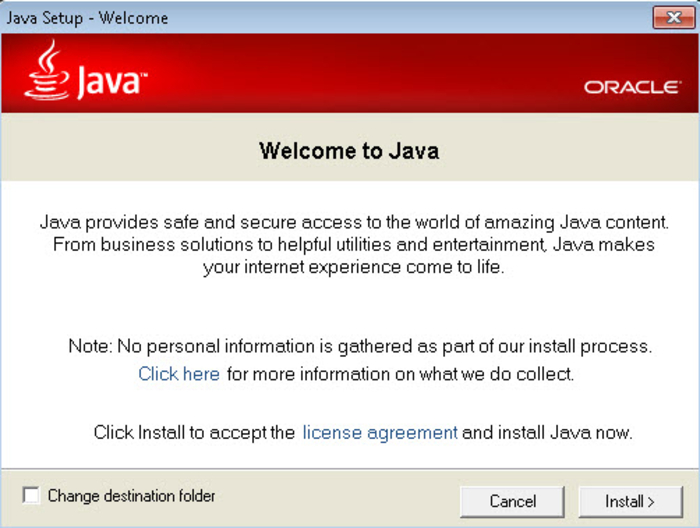 Java Setup - Welcome
Java™
ORACLE®
Welcome to Java
Java provides safe and secure access to the world of amazing Java content.
From business solutions to helpful utilities and entertainment, Java makes
your internet experience come to life.
Note: No personal information is gathered as part of our install process.
Click here for more information on what we do collect.
Click Install to accept the license agreement and install Java now.
Change destination folder
Cancel
Install >